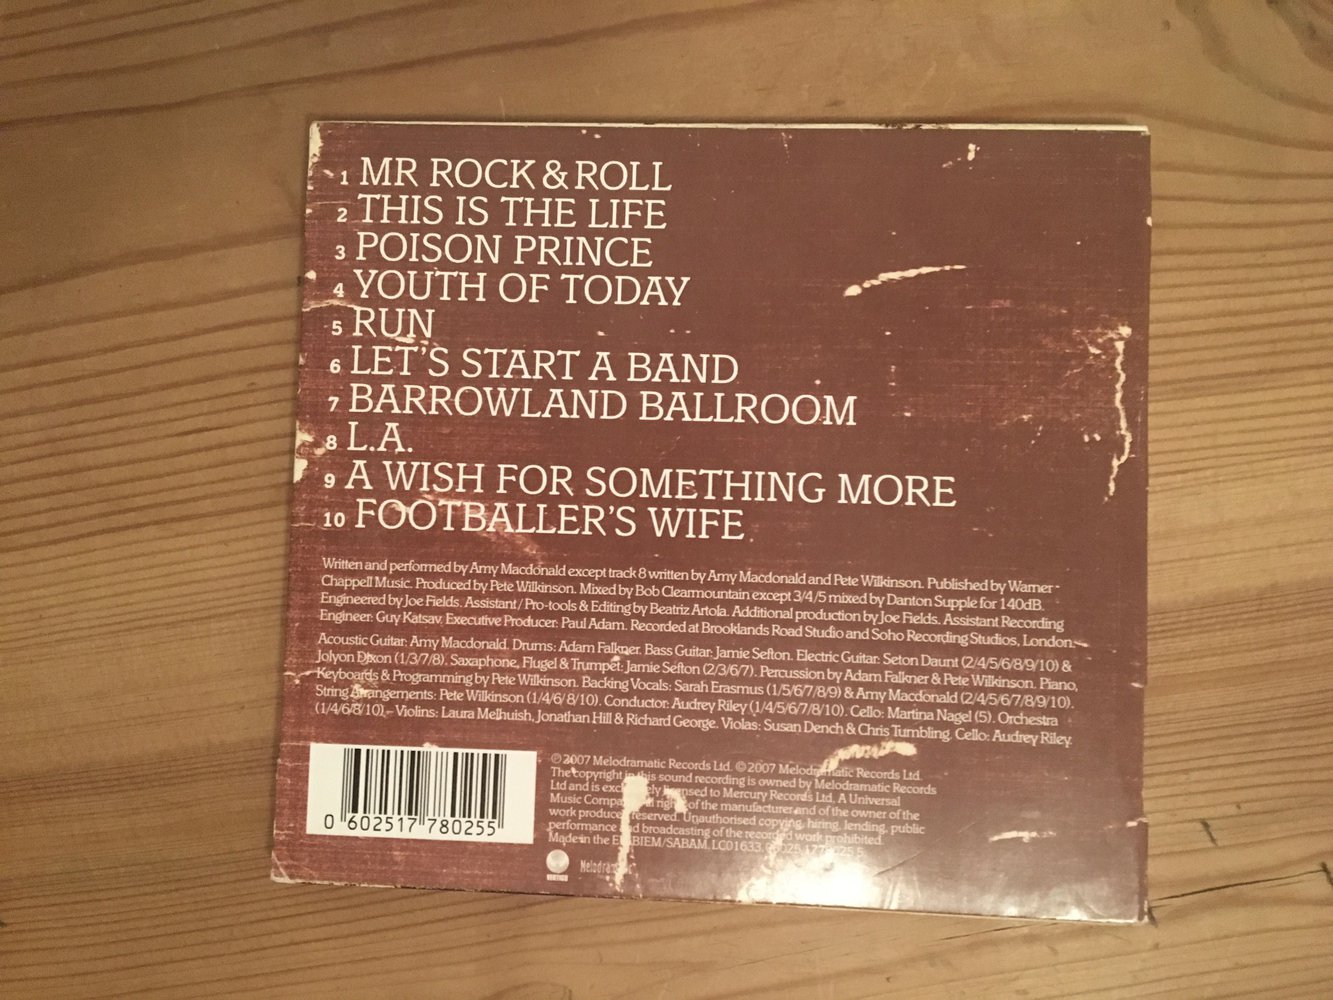 1 MR ROCK & ROLL
2 THIS IS THE LIFE
3 POISON PRINCE
4 YOUTH OF TODAY
5 RUN
6 LET'S START A BAND
7 BARROWLAND BALLROOM
8 L.A.
9 A WISH FOR SOMETHING MORE
10 FOOTBALLER'S WIFE
Written and performed by Amy Macdonald except track 8 written by Amy Macdonald and Pete Wilkinson. Published by Warner-
Chappell Music. Produced by Pete Wilkinson. Mixed by Bob Clearmountain except 3/4/5 mixed by Danton Supple for 140dB.
Engineered by Joe Fields. Assistant/Pro-tools & Editing by Beatriz Artola. Additional production by Joe Fields. Assistant Recording
Engineer: Guy Katsav, Executive Producer: Paul Adam. Recorded at Brooklands Road Studio and Soho Recording Studios, London.
Acoustic Guitar: Amy Macdonald. Drums: Adam Falkner. Bass Guitar: Jamie Sefton. Electric Guitar: Seton Daunt (2/4/5/6/8/9/10) &
Jolyon Dixon (1/3/7/8). Saxaphone, Flugel & Trumpet: Jamie Sefton (2/3/6/7). Percussion by Adam Falkner & Pete Wilkinson. Piano,
Keyboards & Programming by Pete Wilkinson. Backing Vocals: Sarah Erasmus (1/5/6/7/8/9) & Amy Macdonald (2/4/5/6/7/8/9/10).
String Arrangements: Pete Wilkinson (1/4/6/8/10). Conductor: Audrey Riley (1/4/5/6/7/8/10). Cello: Martina Nagel (5). Orchestra
(1/4/6/8/10) – Violins: Laura Melhuish, Jonathan Hill & Richard George. Violas: Susan Dench & Chris Tumbling. Cello: Audrey Riley.
℗ 2007 Melodramatic Records Ltd. © 2007 Melodramatic Records Ltd.
The copyright in this sound recording is owned by Melodramatic Records
Ltd and is exclusively licensed to Mercury Records Ltd, A Universal
Music Company. All rights of the manufacturer and of the owner of the
work produced reserved. Unauthorised copying, hiring, lending, public
performance and broadcasting of the recorded work prohibited.
Made in the BIEM/SABAM. LC01633.
0 602517 780255
VERTIGO